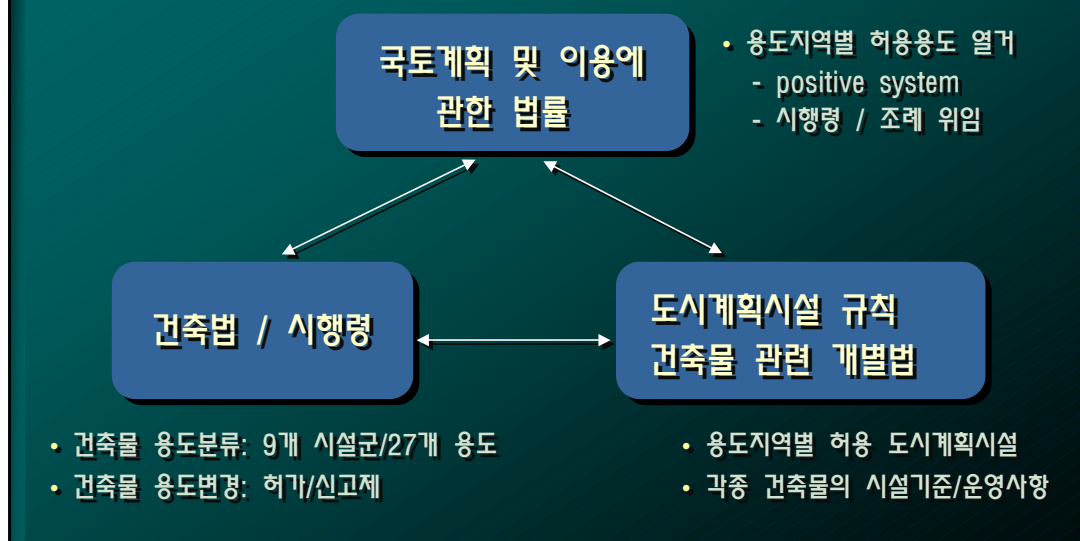 국토계획 및 이용에
관한 법률
• 용도지역별 허용용도 열거
- positive system
- 시행령 / 조례 위임
건축법 / 시행령
도시계획시설 규칙
건축물 관련 개별법
• 건축물 용도분류: 9개 시설군/27개 용도
• 건축물 용도변경: 허가/신고제
• 용도지역별 허용 도시계획시설
• 각종 건축물의 시설기준/운영사항